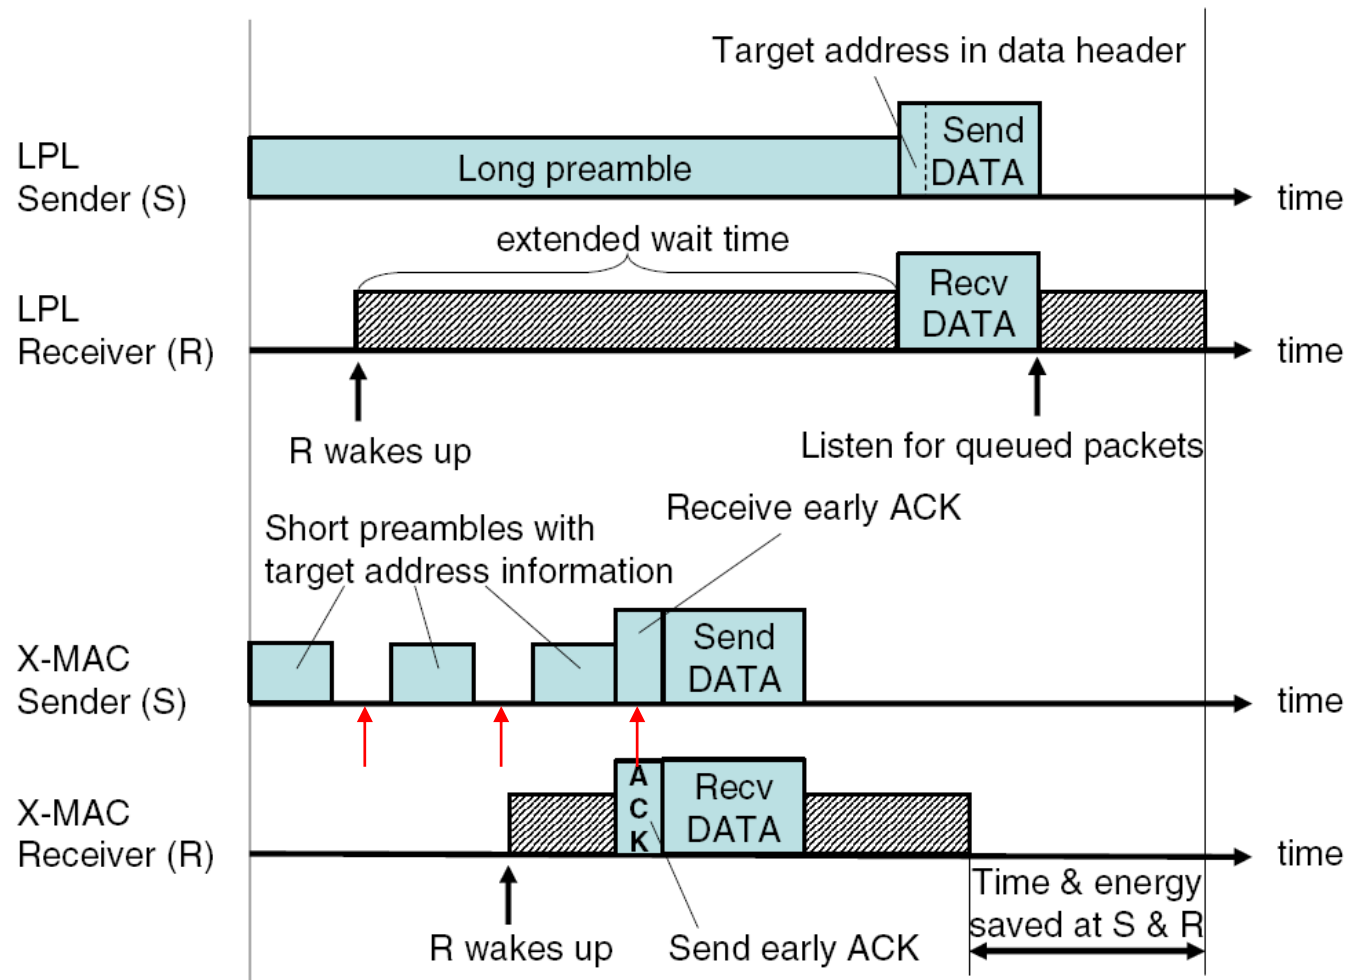 Target address in data header
LPL
Sender (S)
Long preamble
Send
DATA
time
extended wait time
LPL
Receiver (R)
Recv
DATA
time
R wakes up
Listen for queued packets
Receive early ACK
Short preambles with
target address information
X-MAC
Sender (S)
Send
DATA
time
X-MAC
Receiver (R)
A
C
K
Recv
DATA
time
Time & energy
saved at S & R
R wakes up
Send early ACK